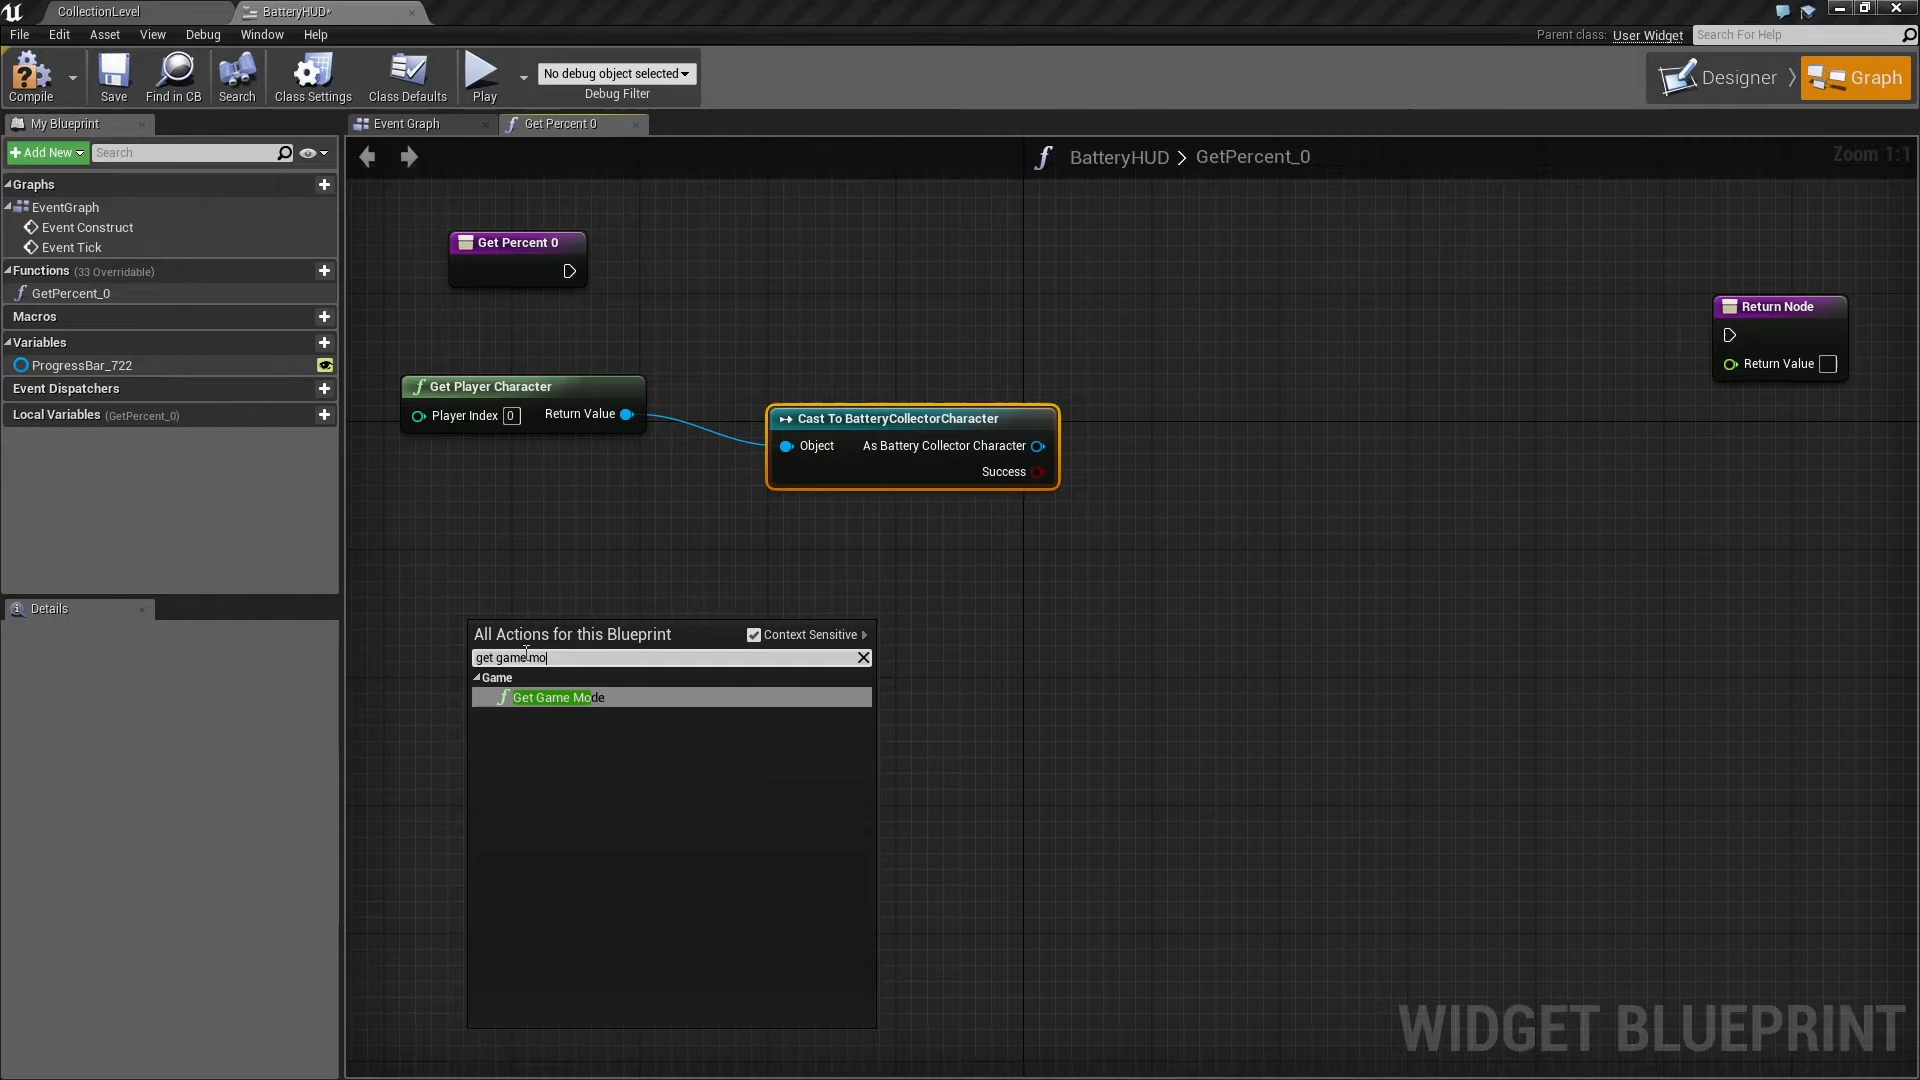 CollectionLevel
BatteryHUD*
File Edit Asset View Debug Window Help
Parent class: User Widget
Search For Help
Compile
Save
Find in CB
Search
Class Settings
Class Defaults
Play
No debug object selected
Debug Filter
Designer
Graph
My Blueprint
Event Graph
Get Percent 0
Add New
Search
BatteryHUD > GetPercent_0
Zoom 1:1
Graphs
EventGraph
Event Construct
Event Tick
Functions (33 Overridable)
GetPercent_0
Macros
Variables
ProgressBar_722
Event Dispatchers
Local Variables (GetPercent_0)
Details
Get Percent 0
Return Node
Return Value
Get Player Character
Player Index 0
Return Value
Cast To BatteryCollectorCharacter
Object
As Battery Collector Character
Success
All Actions for this Blueprint
Context Sensitive
get game mo
Game
Get Game Mode
WIDGET BLUEPRINT